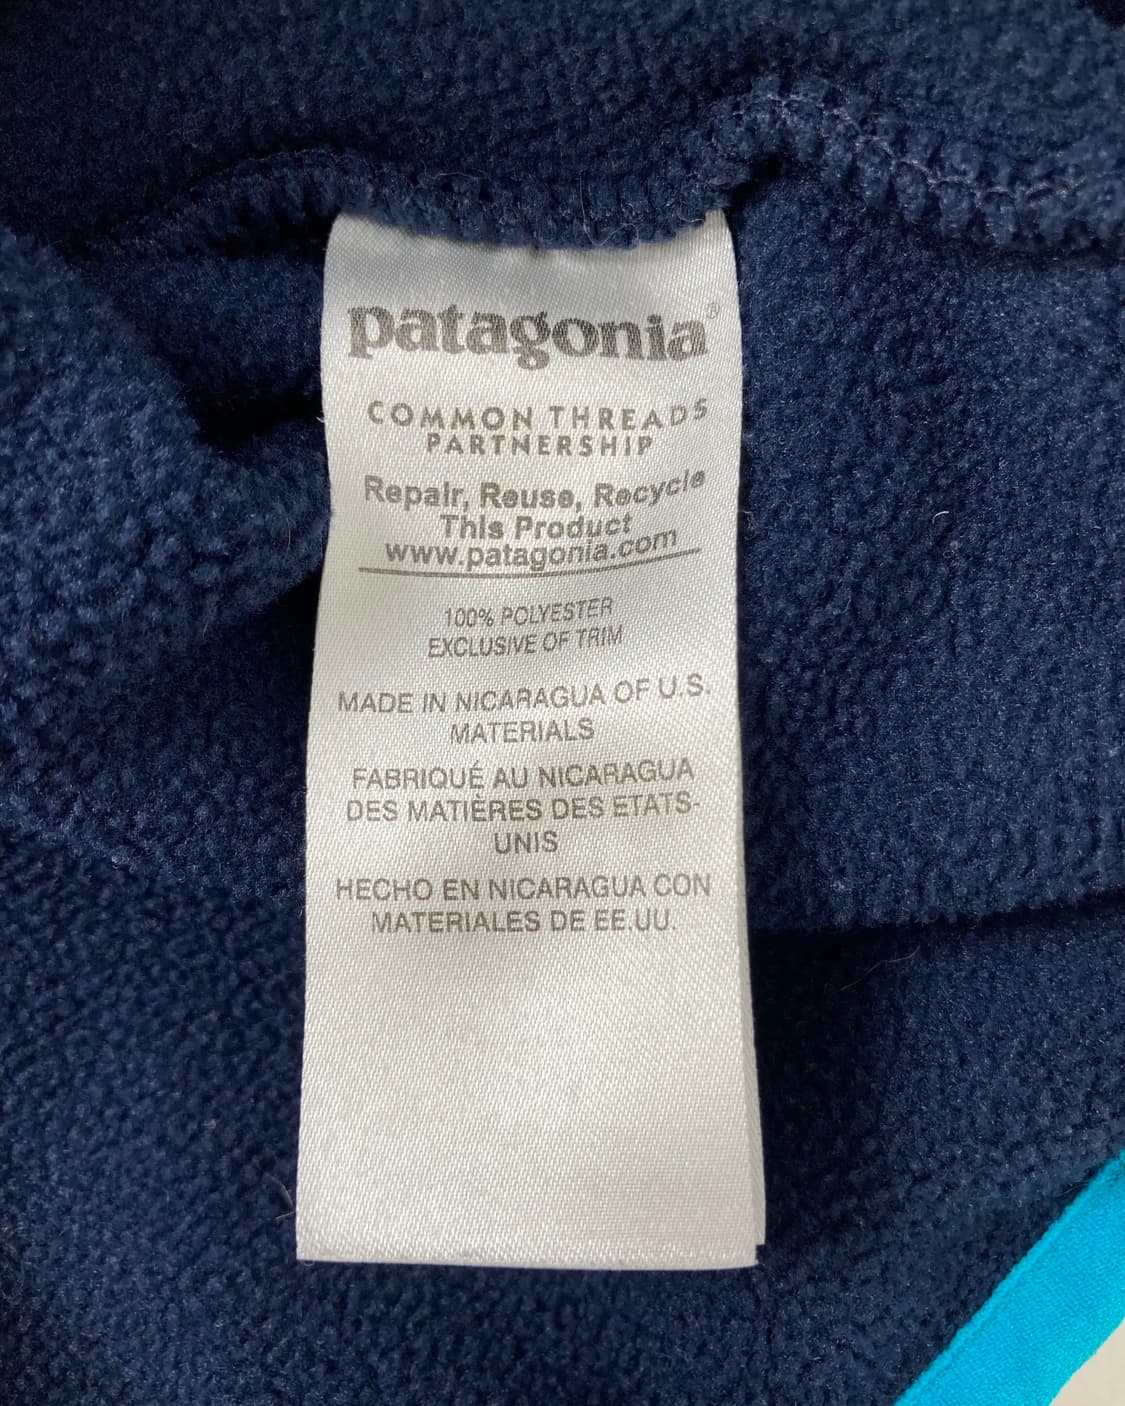 patagonia®
COMMON THREADS
PARTNERSHIP
Repair, Reuse, Recycle
This Product
www.patagonia.com
100% POLYESTER
EXCLUSIVE OF TRIM
MADE IN NICARAGUA OF U.S.
MATERIALS
FABRIQUÉ AU NICARAGUA
DES MATIÈRES DES ETATS-
UNIS
HECHO EN NICARAGUA CON
MATERIALES DE EE.UU.